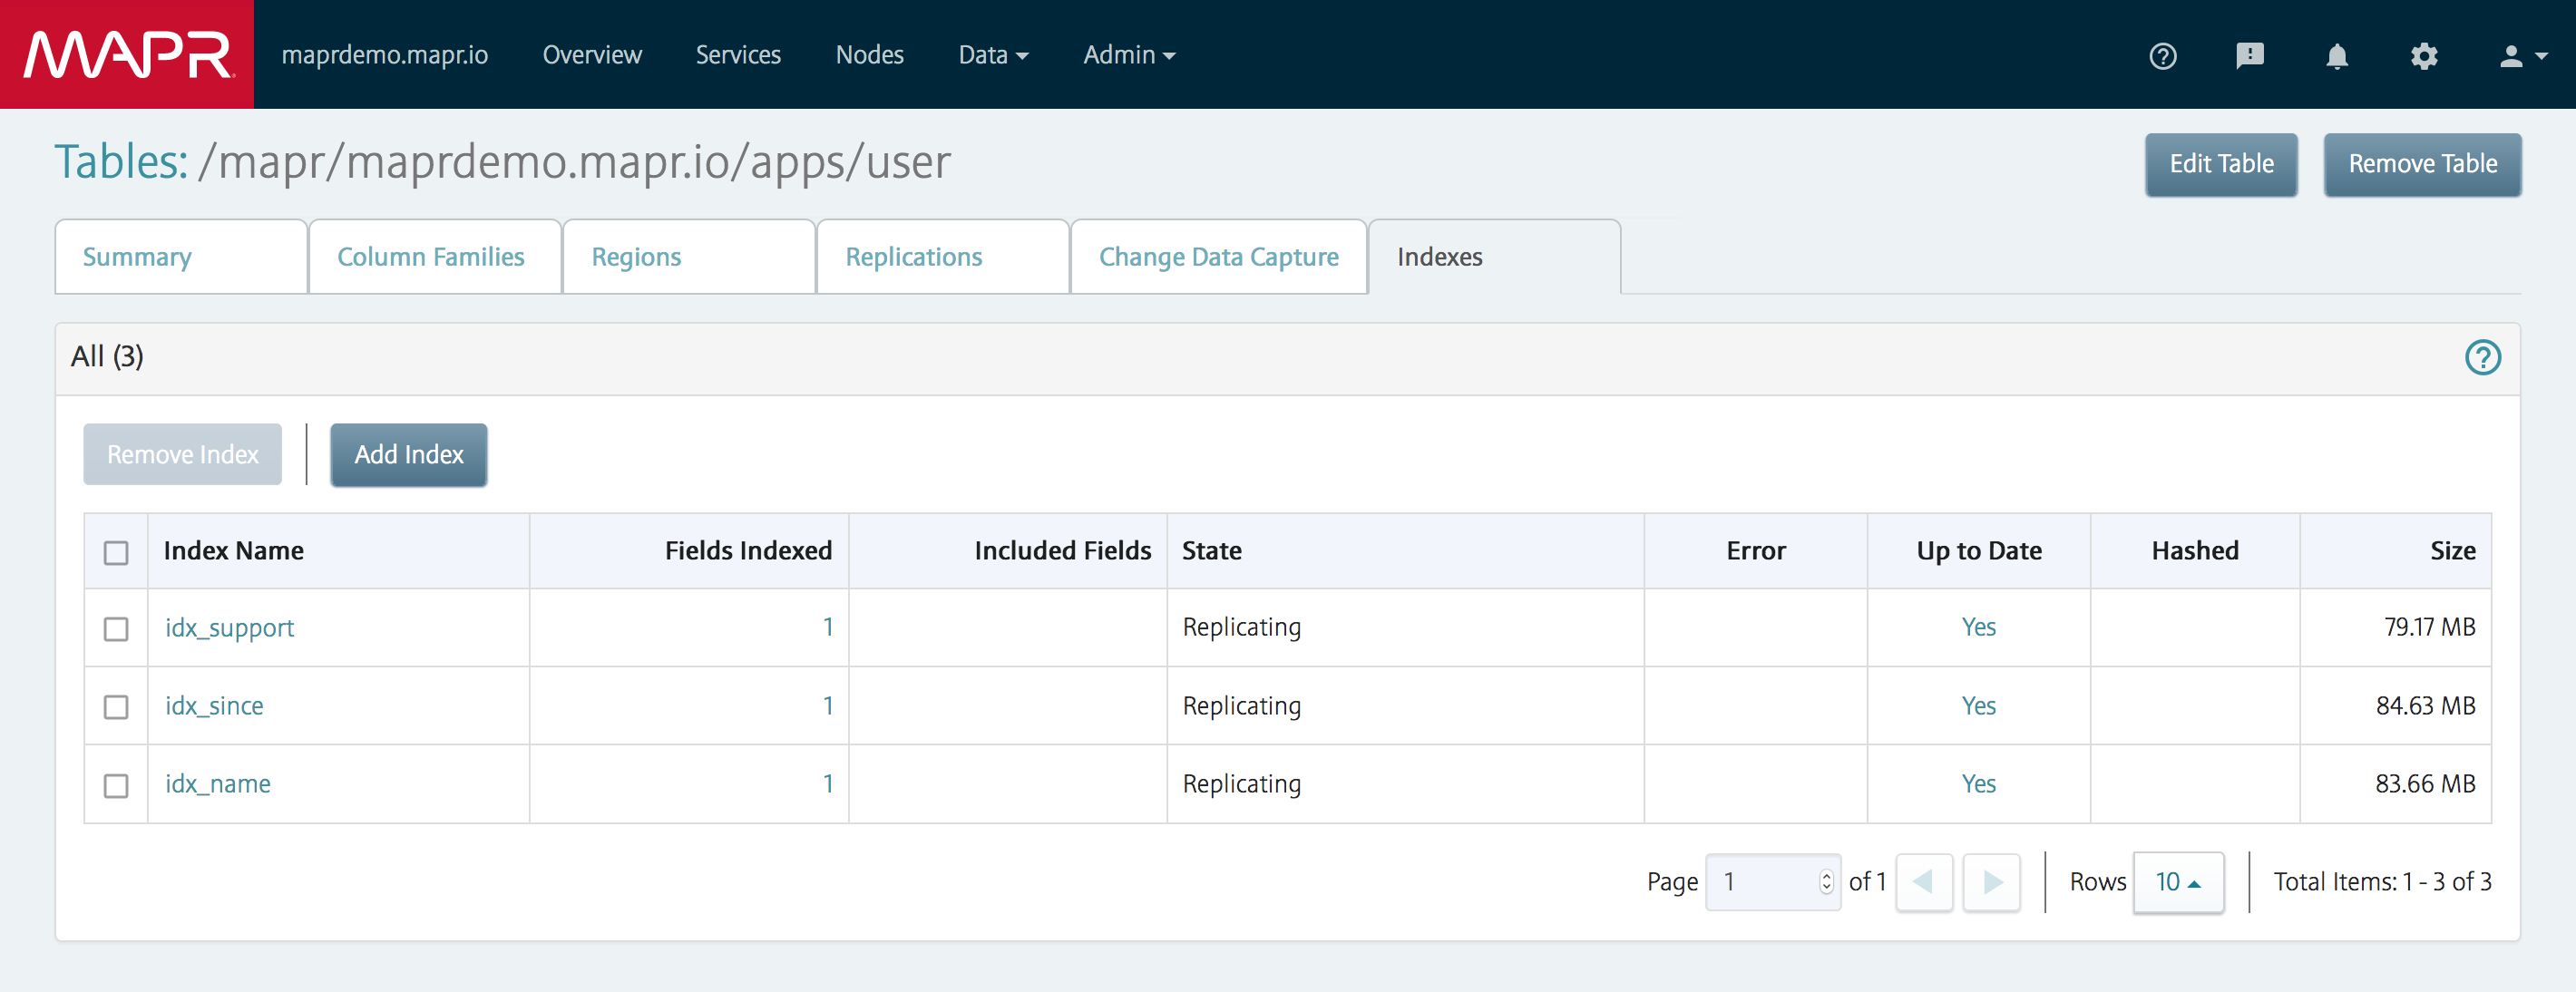 MAPR maprdemo.mapr.io Overview Services Nodes Data Admin
Tables: /mapr/maprdemo.mapr.io/apps/user Edit Table Remove Table
Summary Column Families Regions Replications Change Data Capture Indexes
All (3)
Remove Index Add Index
Index Name Fields Indexed Included Fields State Error Up to Date Hashed Size
idx_support 1 Replicating Yes 79.17 MB
idx_since 1 Replicating Yes 84.63 MB
idx_name 1 Replicating Yes 83.66 MB
Page 1 of 1 Rows 10 Total Items: 1 - 3 of 3